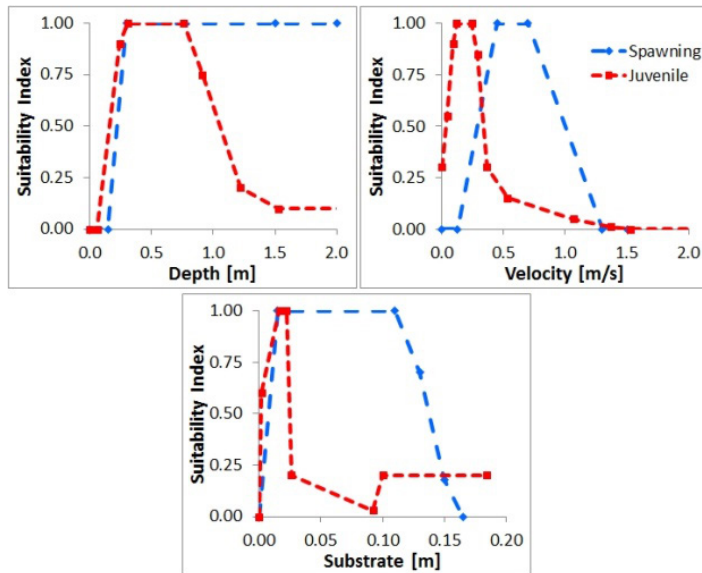 1.00
0.75
0.50
0.25
0.00
Suitability Index
0.0 0.5 1.0 1.5 2.0
Depth [m]
1.00
0.75
0.50
0.25
0.00
Suitability Index
0.0 0.5 1.0 1.5 2.0
Velocity [m/s]
Spawning
Juvenile
1.00
0.75
0.50
0.25
0.00
Suitability Index
0.00 0.05 0.10 0.15 0.20
Substrate [m]